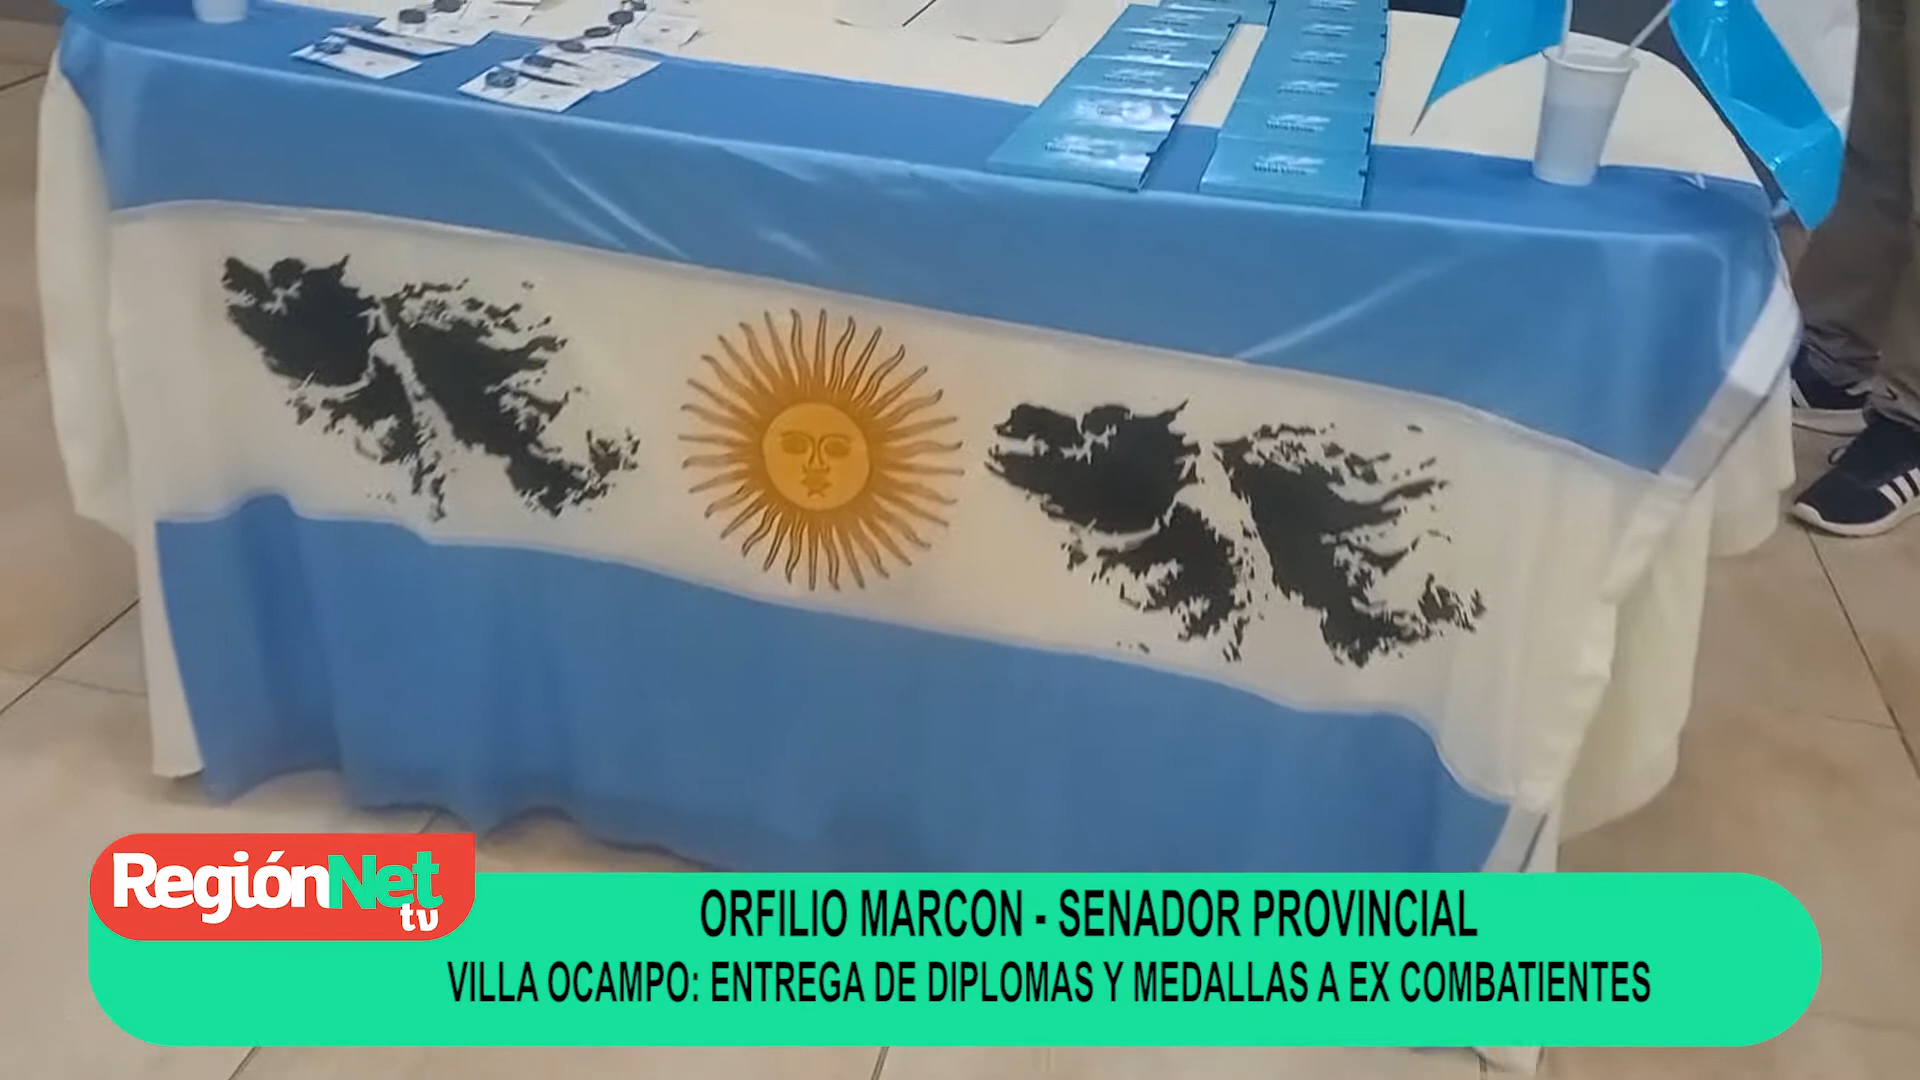 RegiónNet
tv
ORFILIO MARCON - SENADOR PROVINCIAL
VILLA OCAMPO: ENTREGA DE DIPLOMAS Y MEDALLAS A EX COMBATIENTES